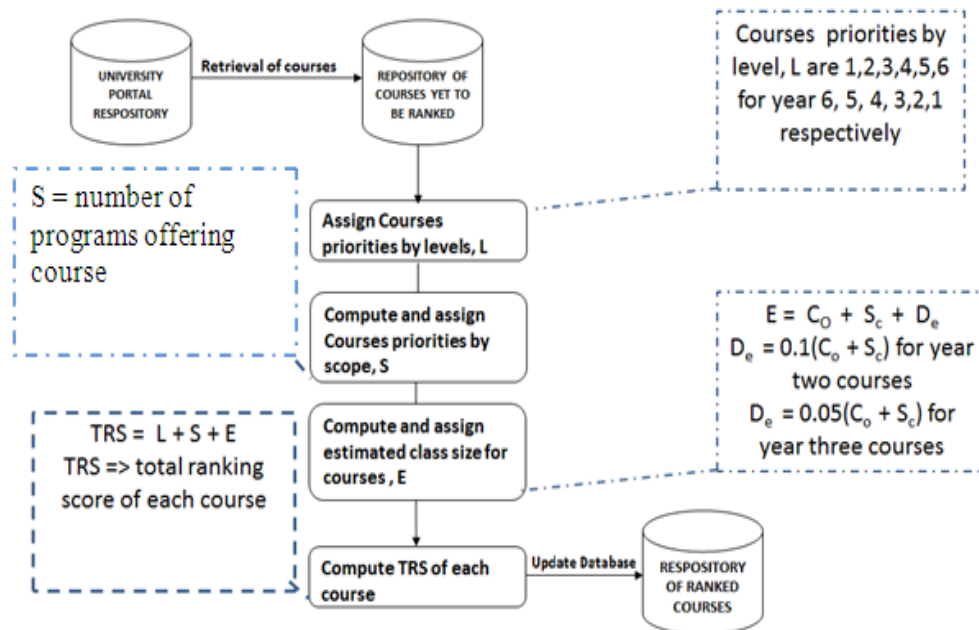 UNIVERSITY
PORTAL
RESPOSITORY
Retrieval of courses
REPOSITORY OF
COURSES YET TO
BE RANKED
Courses priorities by
level, L are 1,2,3,4,5,6
for year 6, 5, 4, 3,2,1
respectively
S = number of
programs offering
course
Assign Courses
priorities by levels, L
Compute and assign
Courses priorities by
scope, S
E = C_O + S_c + D_e
D_e = 0.1(C_o + S_c) for year
two courses
D_e = 0.05(C_o + S_c) for
year three courses
TRS = L + S + E
TRS => total ranking
score of each course
Compute and assign
estimated class size for
courses , E
Compute TRS of each
course
Update Database
RESPOSITORY
OF RANKED
COURSES